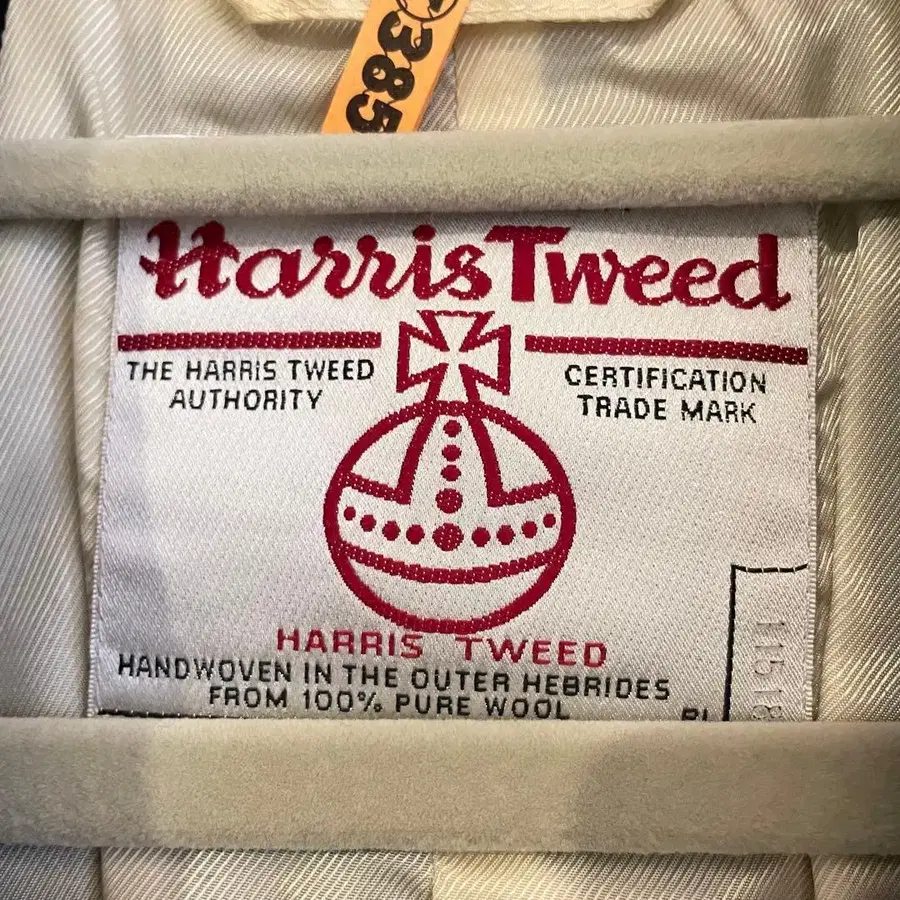 385
Harris Tweed
THE HARRIS TWEED
AUTHORITY
CERTIFICATION
TRADE MARK
HARRIS TWEED
HANDWOVEN IN THE OUTER HEBRIDES
FROM 100% PURE WOOL